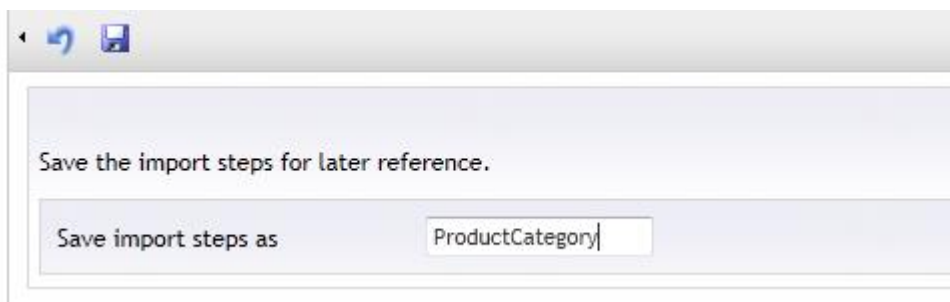 Save the import steps for later reference.
Save import steps as ProductCategory